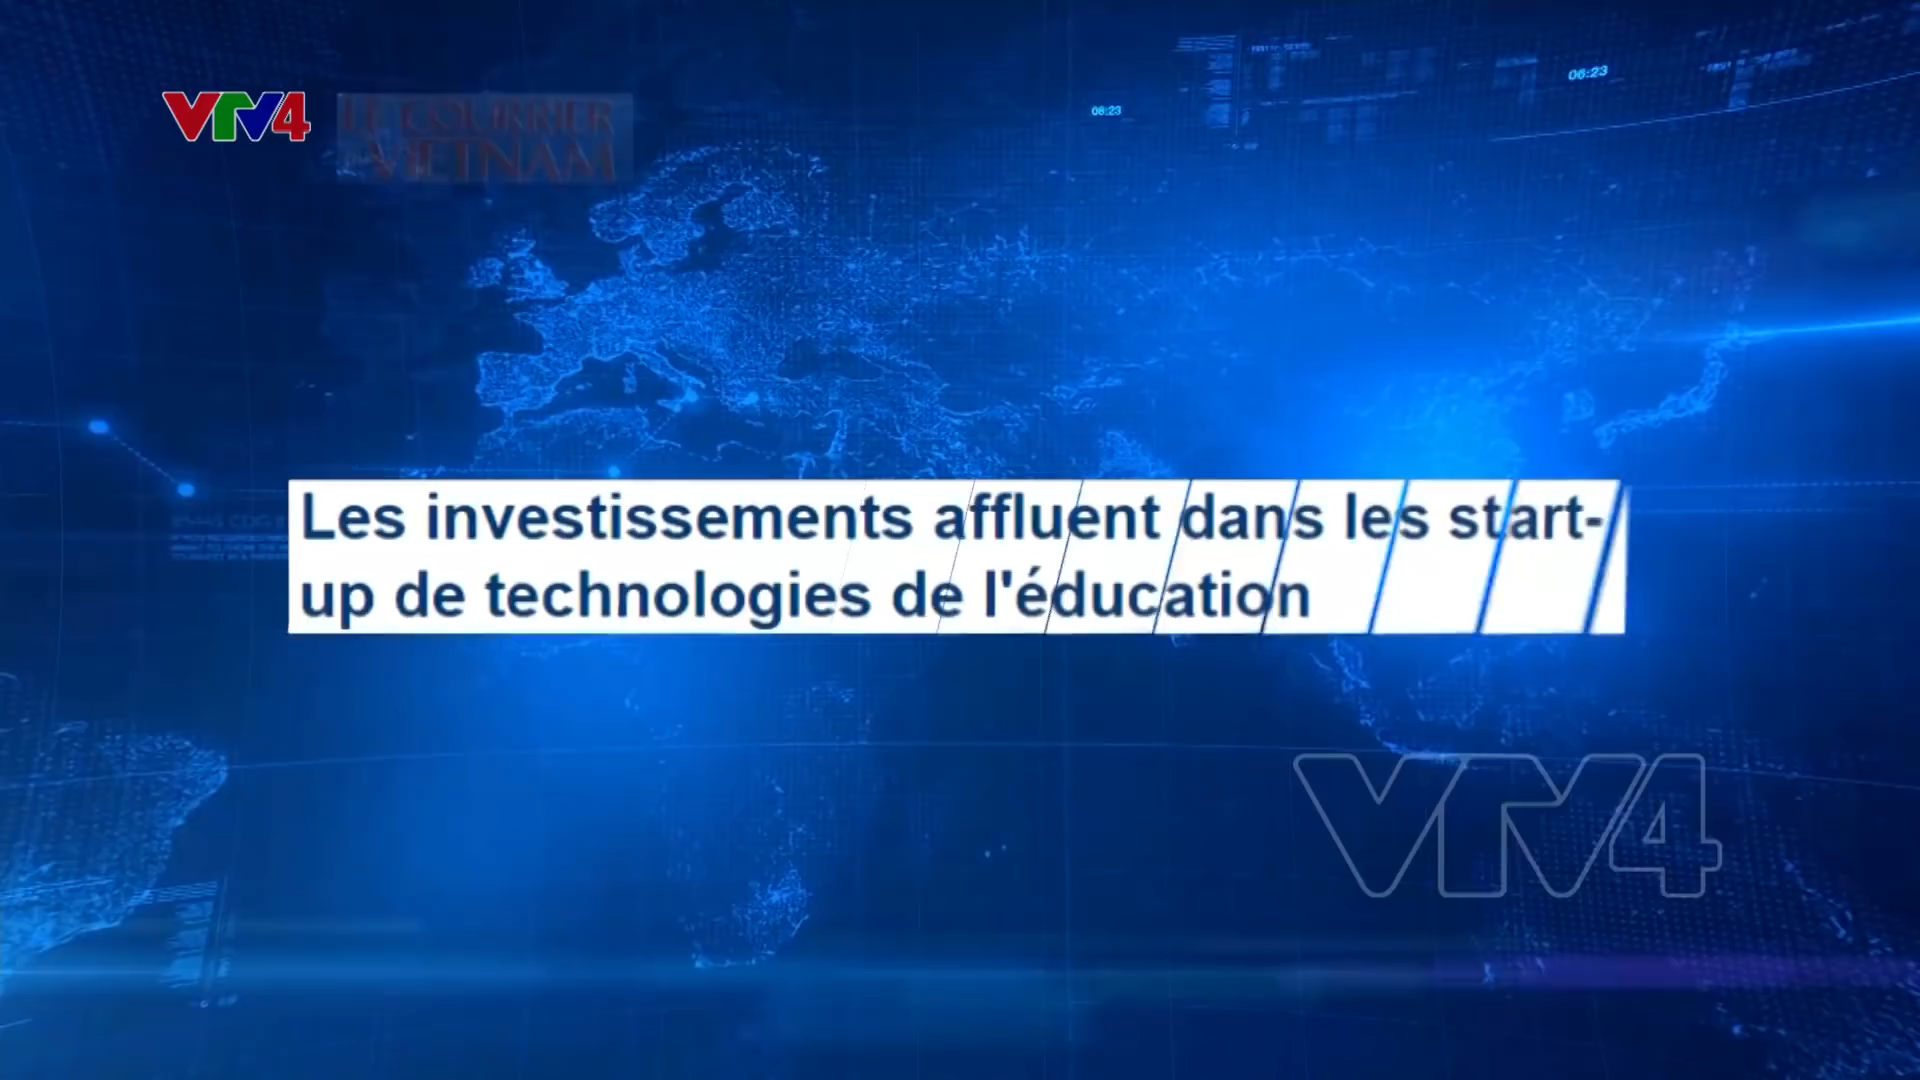 VTV4
LE COURRIER
VIETNAM
06:23
06:23
Les investissements affluent dans les start-
up de technologies de l'éducation
VTV4